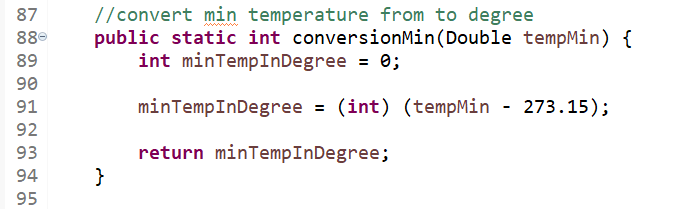 87 //convert min temperature from to degree
88 public static int conversionMin(Double tempMin) {
89 int minTempInDegree = 0;
90
91 minTempInDegree = (int) (tempMin - 273.15);
92
93 return minTempInDegree;
94 }
95